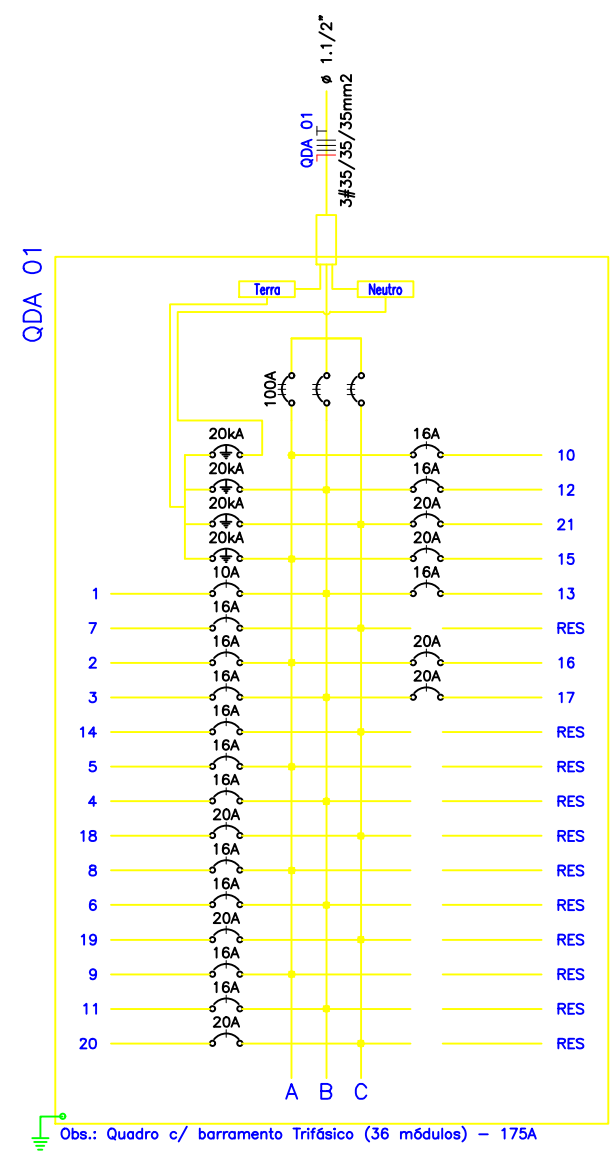 ø 1.1/2"
3#35/35/35mm2
QDA 01
QDA 01
Terra
Neutro
100A
20kA 16A 10
20kA 16A 12
20kA 20A 21
20kA 20A 15
1 10A 16A 13
7 16A RES
2 16A 20A 16
3 16A 20A 17
14 16A RES
5 16A RES
4 16A RES
18 20A RES
8 16A RES
6 16A RES
19 20A RES
9 16A RES
11 16A RES
20 20A RES
A B C
Obs.: Quadro c/ barramento Trifásico (36 módulos) – 175A